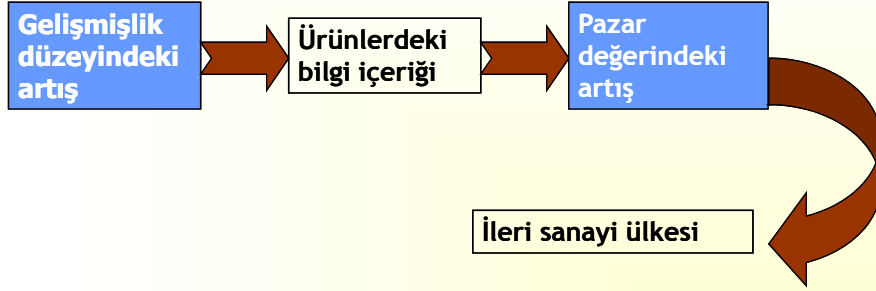 Gelişmişlik
düzeyindeki
artış
Ürünlerdeki
bilgi içeriği
Pazar
değerindeki
artış
İleri sanayi ülkesi